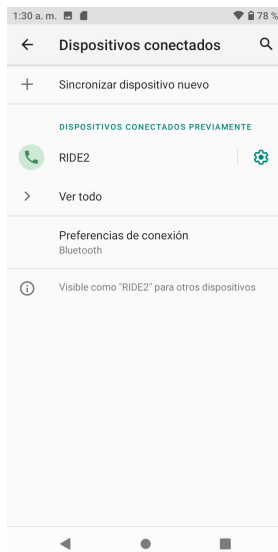 1:30 a. m.
78 %
Dispositivos conectados
Sincronizar dispositivo nuevo
DISPOSITIVOS CONECTADOS PREVIAMENTE
RIDE2
Ver todo
Preferencias de conexión
Bluetooth
Visible como "RIDE2" para otros dispositivos